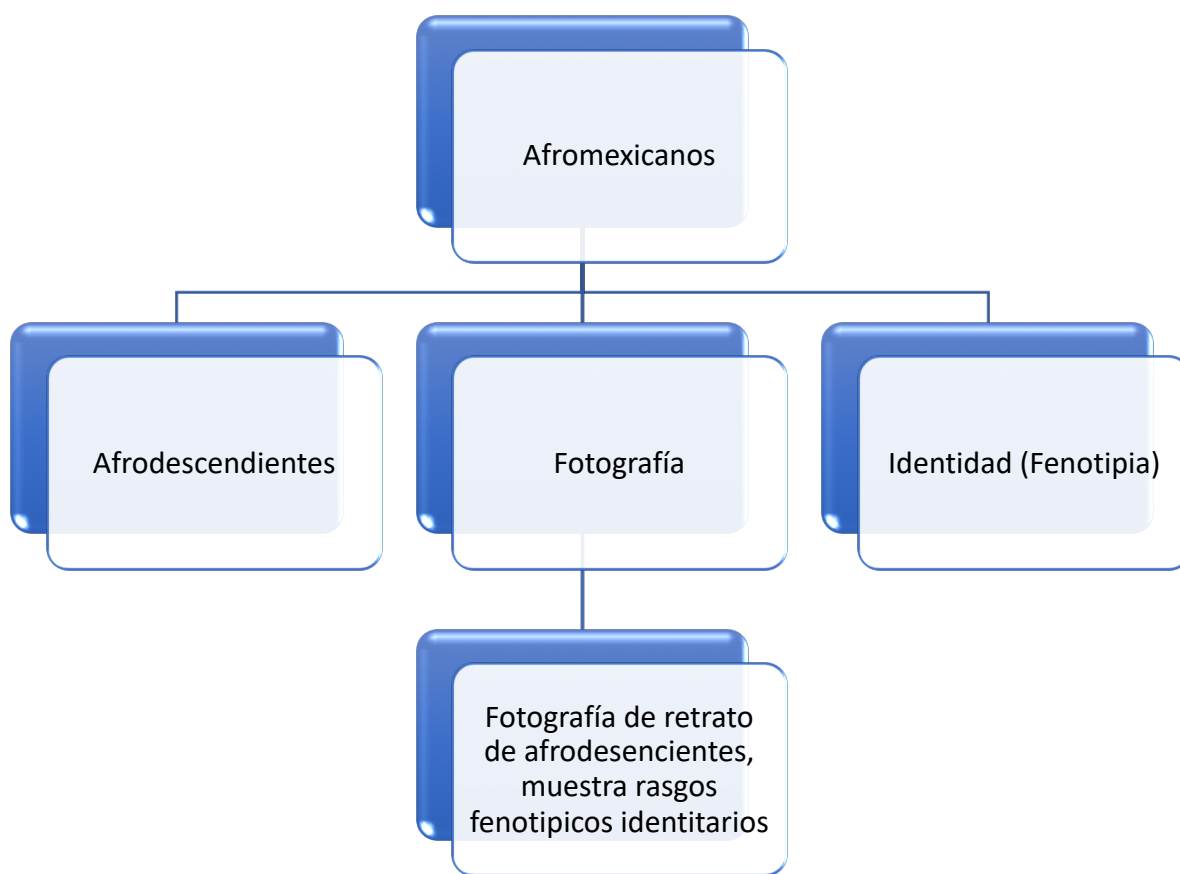 Afromexicanos
Afrodescendientes
Fotografía
Identidad (Fenotipia)
Fotografía de retrato
de afrodesencientes,
muestra rasgos
fenotipicos identitarios